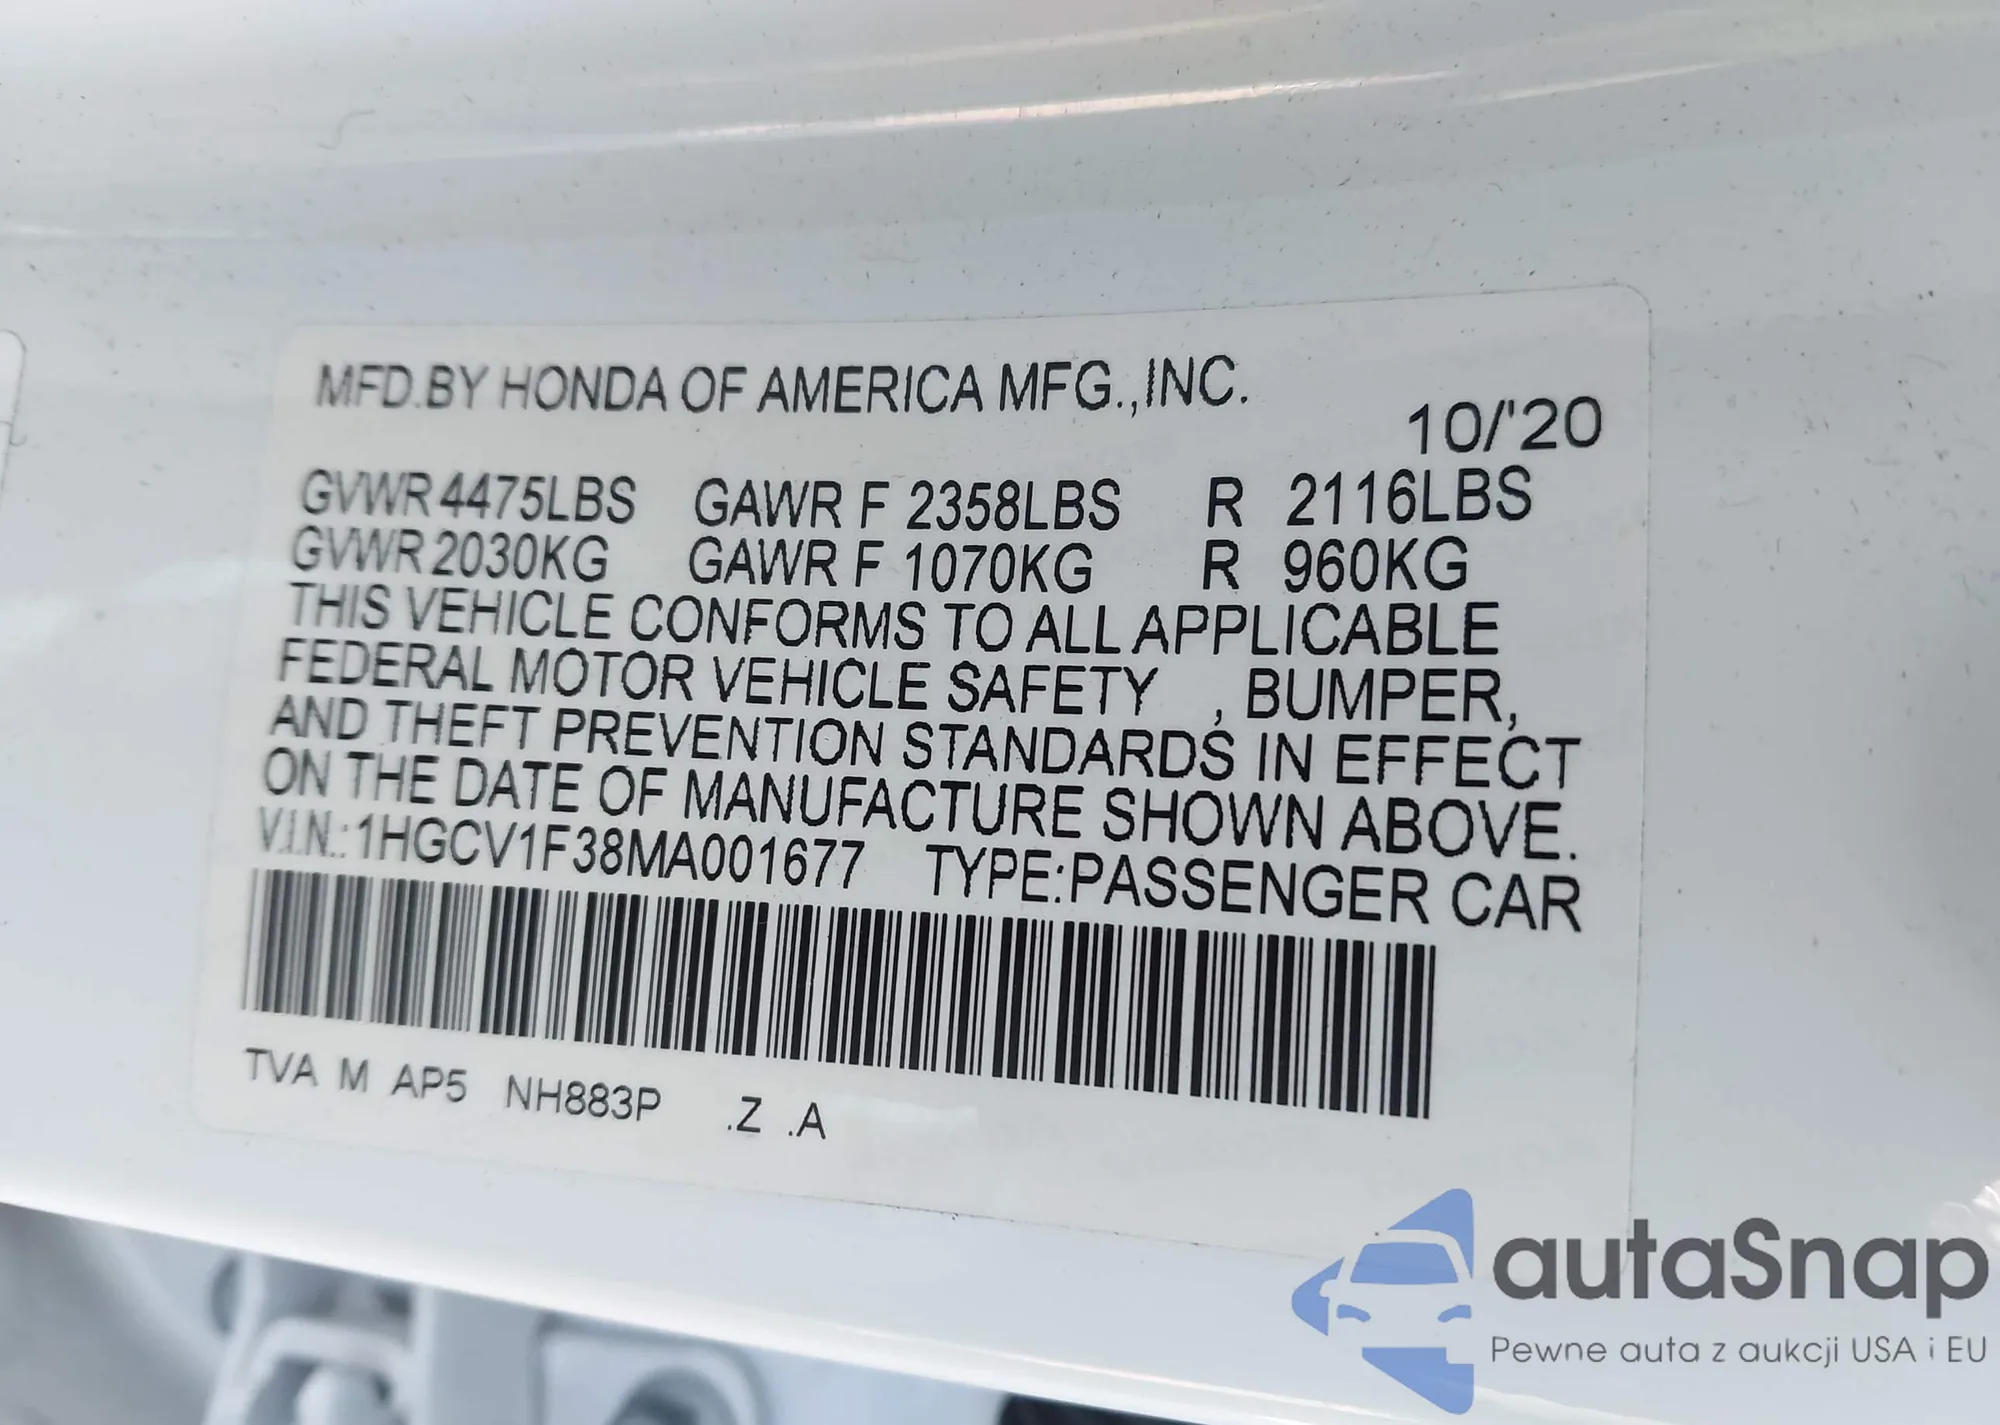 MFD.BY HONDA OF AMERICA MFG.,INC.
10/'20
GVWR 4475LBS GAWR F 2358LBS R 2116LBS
GVWR 2030KG GAWR F 1070KG R 960KG
THIS VEHICLE CONFORMS TO ALL APPLICABLE
FEDERAL MOTOR VEHICLE SAFETY , BUMPER,
AND THEFT PREVENTION STANDARDS IN EFFECT
ON THE DATE OF MANUFACTURE SHOWN ABOVE.
V.I.N.: 1HGCV1F38MA001677 TYPE:PASSENGER CAR
TVA M AP5 NH883P .Z .A
autaSnap
Pewne auta z aukcji USA i EU